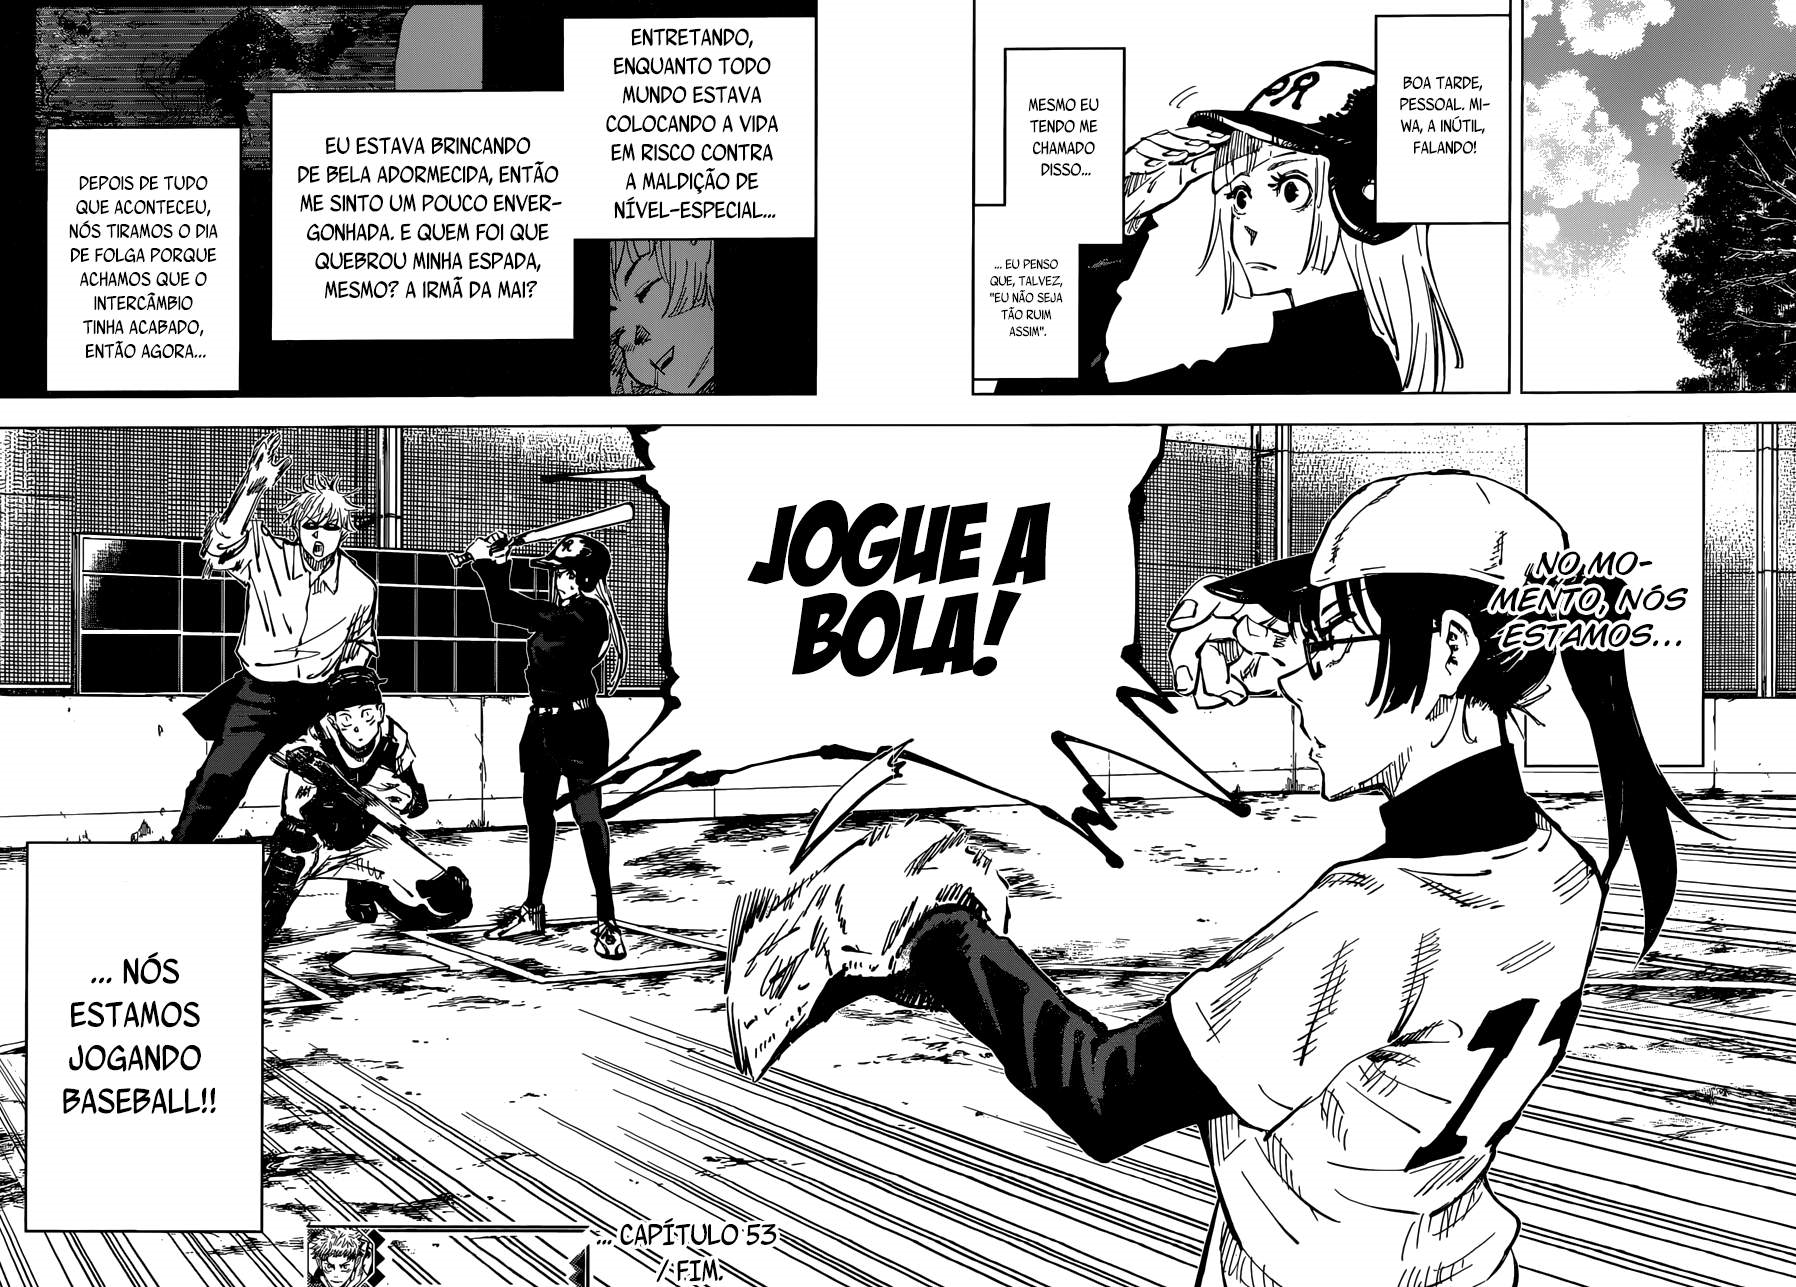 BOA TARDE,
PESSOAL. MI-
WA, A INÚTIL,
FALANDO!
PR
MESMO EU
TENDO ME
CHAMADO
DISSO...
... EU PENSO
QUE, TALVEZ,
"EU NÃO SEJA
TÃO RUIM
ASSIM".
ENTRETANDO,
ENQUANTO TODO
MUNDO ESTAVA
COLOCANDO A VIDA
EM RISCO CONTRA
A MALDIÇÃO DE
NÍVEL-ESPECIAL...
EU ESTAVA BRINCANDO
DE BELA ADORMECIDA, ENTÃO
ME SINTO UM POUCO ENVER-
GONHADA. E QUEM FOI QUE
QUEBROU MINHA ESPADA,
MESMO? A IRMÃ DA MAI?
DEPOIS DE TUDO
QUE ACONTECEU,
NÓS TIRAMOS O DIA
DE FOLGA PORQUE
ACHAMOS QUE O
INTERCÂMBIO
TINHA ACABADO,
ENTÃO AGORA...
NO MO-
MENTO, NÓS
ESTAMOS...
JOGUE A
BOLA!
... NÓS
ESTAMOS
JOGANDO
BASEBALL!!
... CAPÍTULO 53
/ FIM.